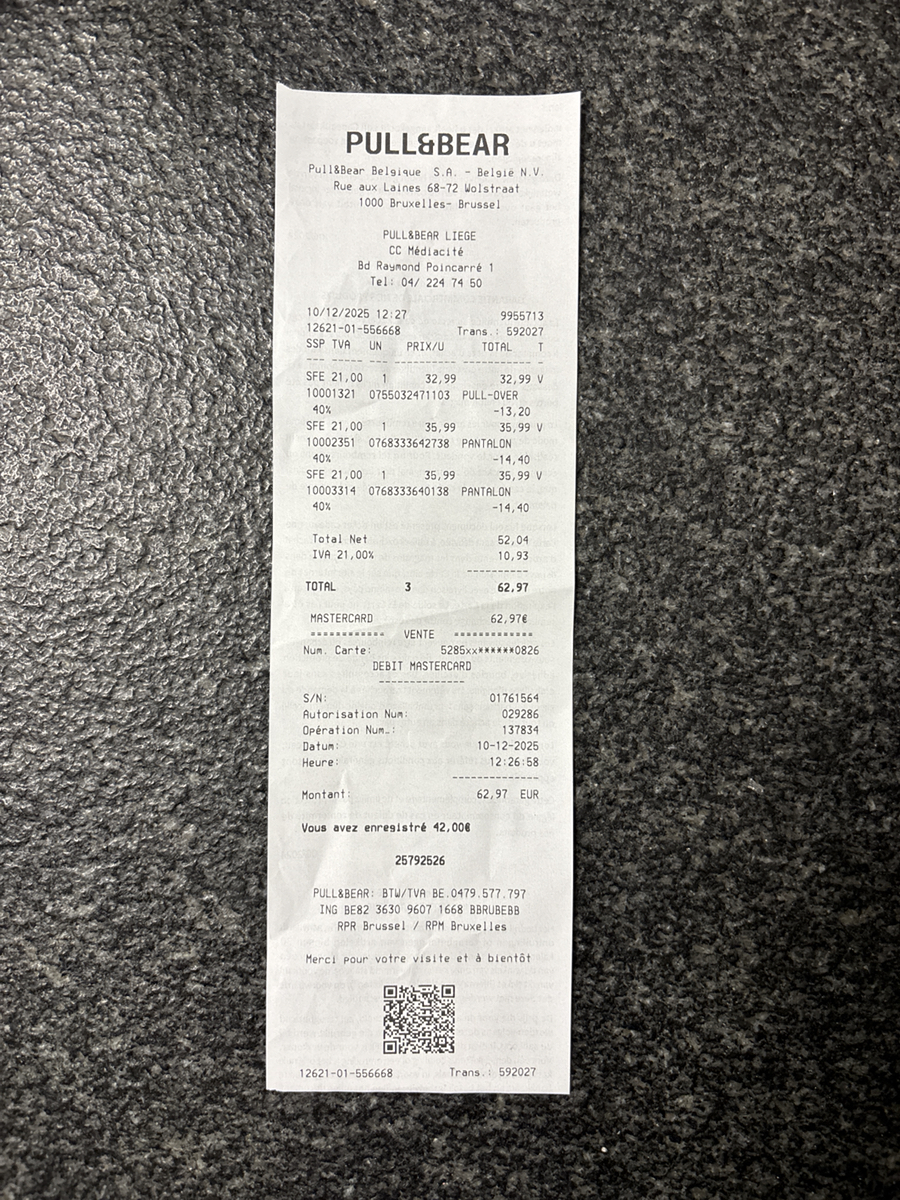 PULL&BEAR
Pull&Bear Belgique S.A. - België N.V.
Rue aux Laines 68-72 Wolstraat
1000 Bruxelles- Brussel
PULL&BEAR LIEGE
CC Médiacité
Bd Raymond Poincarré 1
Tel: 04/ 224 74 50
10/12/2025 12:27 9955713
12621-01-556668 Trans.: 592027
SSP TVA UN PRIX/U TOTAL T
--- ----- --- ----------- ----------- -
SFE 21,00 1 32,99 32,99 V
10001321 0755032471103 PULL-OVER
40% -13,20
SFE 21,00 1 35,99 35,99 V
10002351 0768333642738 PANTALON
40% -14,40
SFE 21,00 1 35,99 35,99 V
10003314 0768333640138 PANTALON
40% -14,40
Total Net 52,04
IVA 21,00% 10,93
----------
TOTAL 3 62,97
MASTERCARD 62,97€
============ VENTE =============
Num. Carte: 5285xx******0826
DEBIT MASTERCARD
--------------
S/N: 01761564
Autorisation Num: 029286
Opération Num.: 137834
Datum: 10-12-2025
Heure: 12:26:58
--------------
Montant: 62,97 EUR
Vous avez enregistré 42,00€
25792526
PULL&BEAR: BTW/TVA BE.0479.577.797
ING BE82 3630 9607 1668 BBRUBEBB
RPR Brussel / RPM Bruxelles
Merci pour votre visite et à bientôt
12621-01-556668 Trans.: 592027